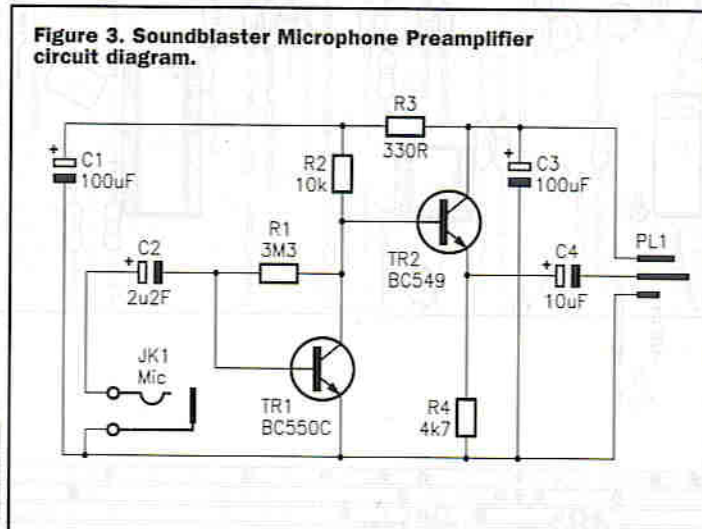 Figure 3. Soundblaster Microphone Preamplifier
circuit diagram.
R3
330R
+
C1
100uF
R2
10k
+
C3
100uF
R1
3M3
+
C2
2u2F
TR2
BC549
+
C4
10uF
PL1
JK1
Mic
TR1
BC550C
R4
4k7